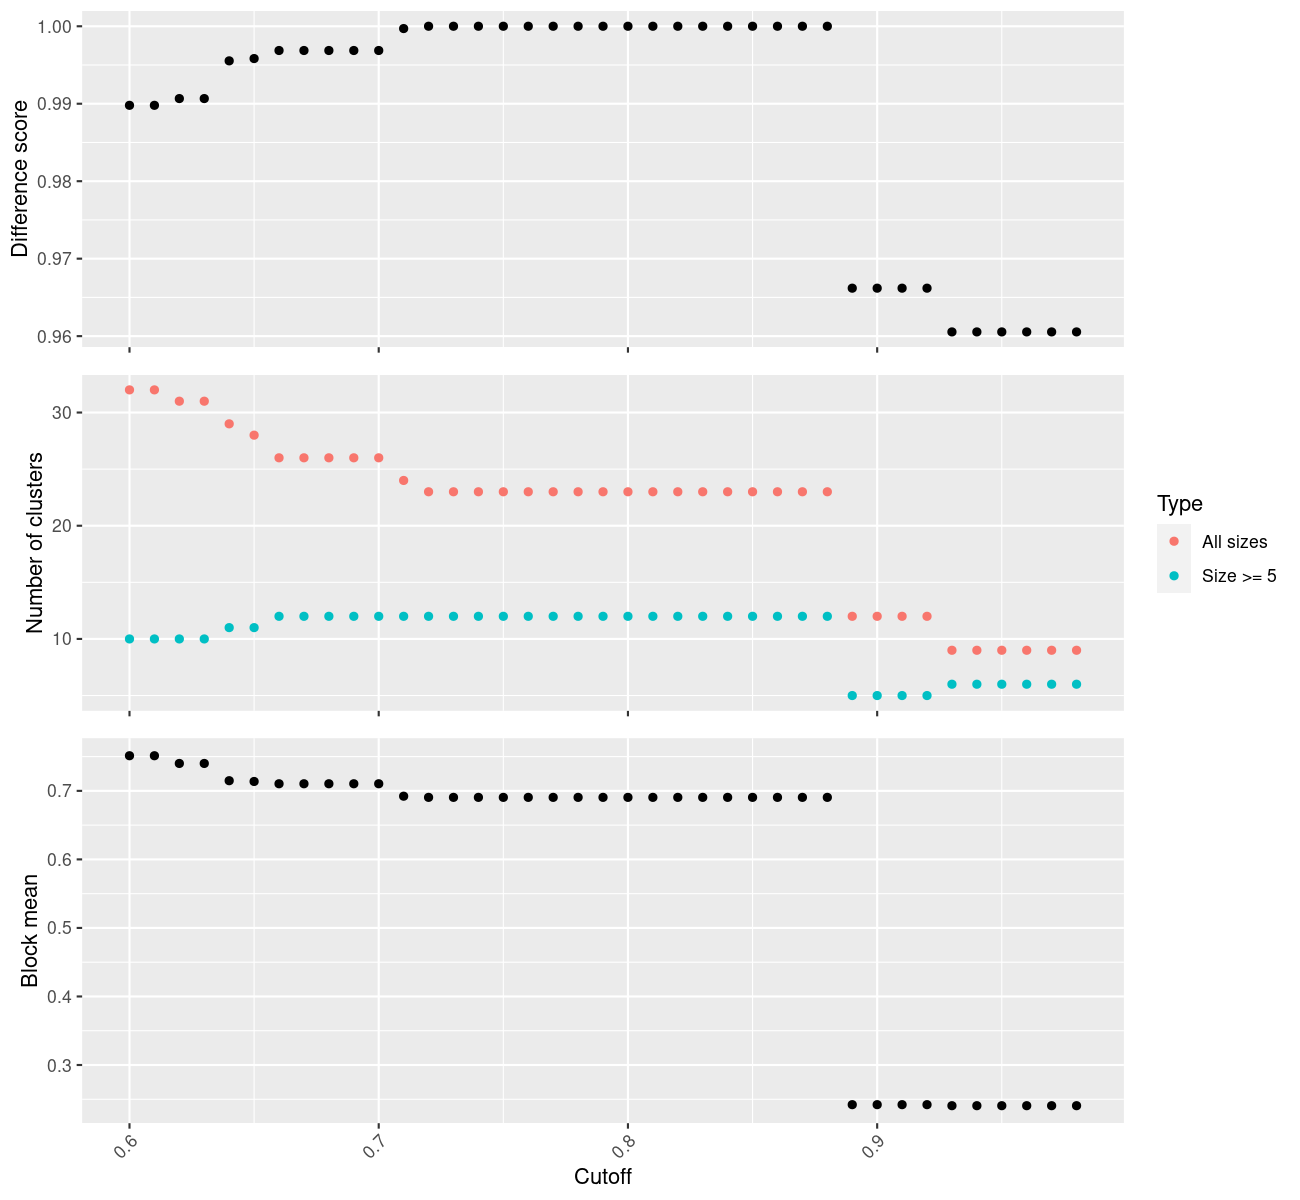 Difference score
1.00
0.99
0.98
0.97
0.96
Number of clusters
30
20
10
Type
All sizes
Size >= 5
Block mean
0.7
0.6
0.5
0.4
0.3
0.6 0.7 0.8 0.9
Cutoff